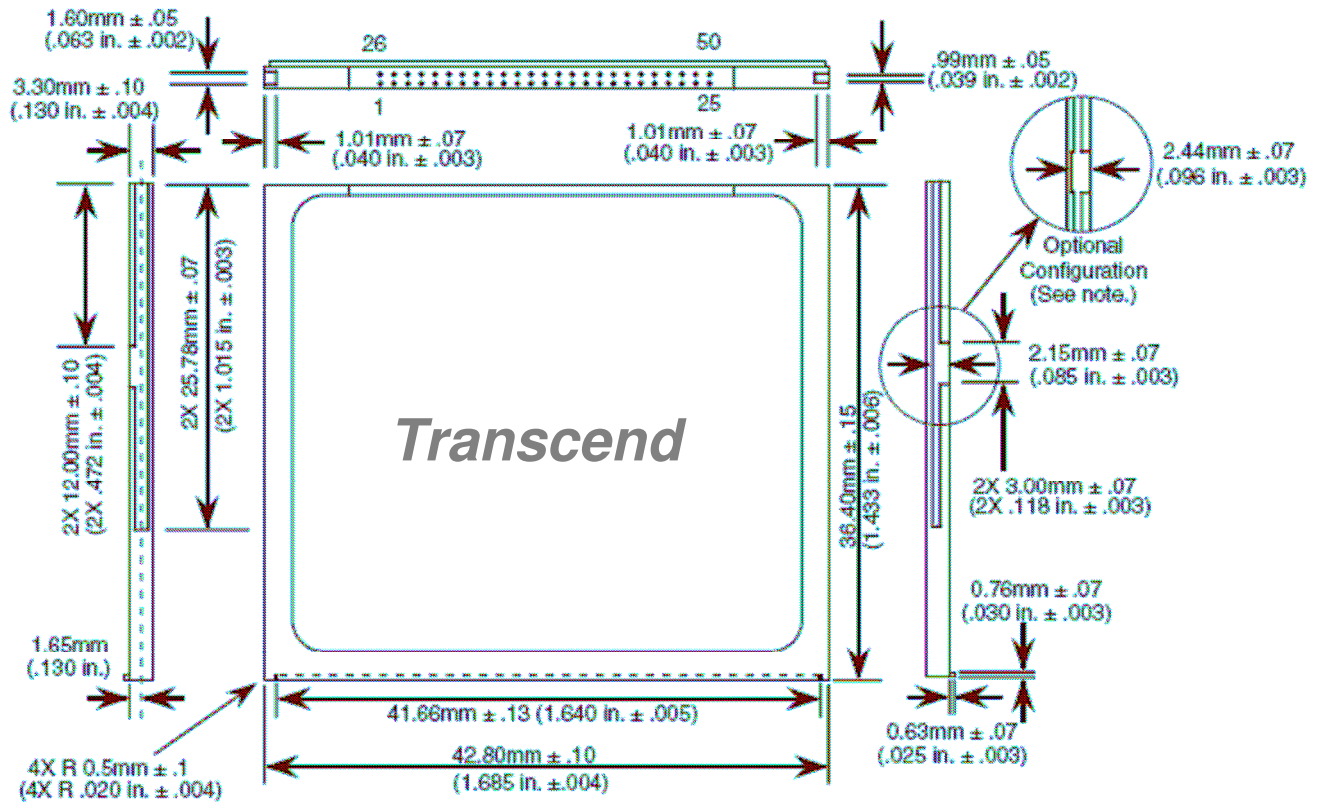 1.60mm ± .05
(.063 in. ± .002)
26
50
.99mm ± .05
(.039 in. ± .002)
3.30mm ± .10
(.130 in. ± .004)
1
25
1.01mm ± .07
(.040 in. ± .003)
1.01mm ± .07
(.040 in. ± .003)
2.44mm ± .07
(.096 in. ± .003)
Optional
Configuration
(See note.)
2X 12.00mm ± .10
(2X .472 in. ± .004)
2X 25.78mm ± .07
(2X 1.015 in. ± .003)
Transcend
36.40mm ± .15
(1.433 in. ± .006)
2.15mm ± .07
(.085 in. ± .003)
2X 3.00mm ± .07
(2X .118 in. ± .003)
0.76mm ± .07
(.030 in. ± .003)
1.65mm
(.130 in.)
41.66mm ± .13 (1.640 in. ± .005)
0.63mm ± .07
(.025 in. ± .003)
42.80mm ± .10
(1.685 in. ±.004)
4X R 0.5mm ± .1
(4X R .020 in. ± .004)